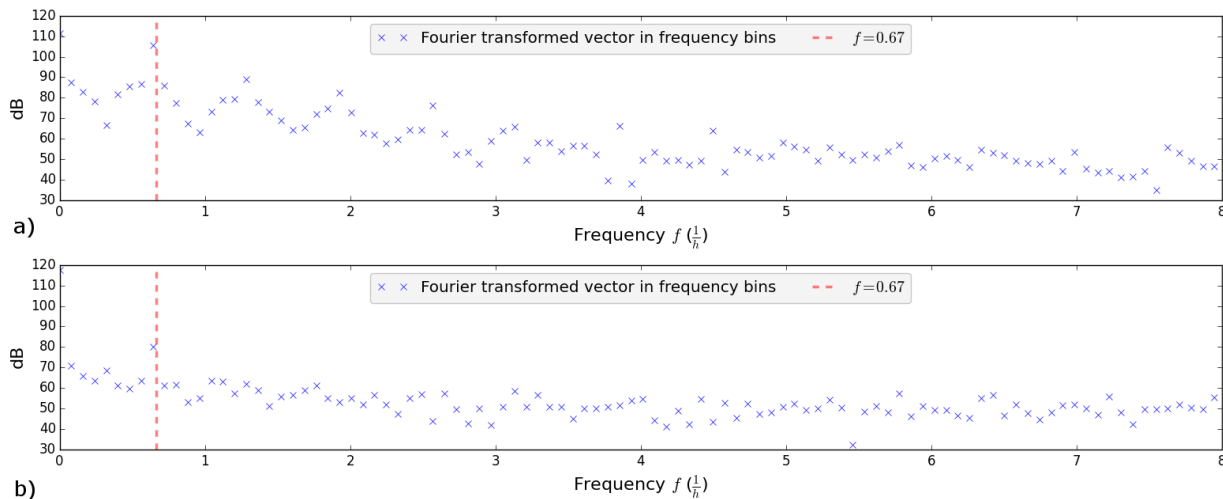 120
110
100
90
80
70
60
50
40
30
dB
× × Fourier transformed vector in frequency bins f=0.67
0 1 2 3 4 5 6 7 8
Frequency f (1/h)
a)
120
110
100
90
80
70
60
50
40
30
dB
× × Fourier transformed vector in frequency bins f=0.67
0 1 2 3 4 5 6 7 8
Frequency f (1/h)
b)